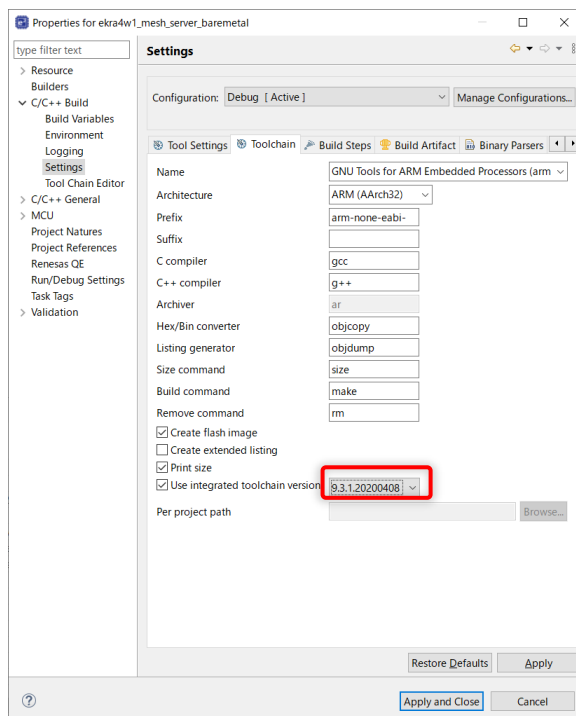 Properties for ekra4w1_mesh_server_baremetal
type filter text
Resource
Builders
C/C++ Build
Build Variables
Environment
Logging
Settings
Tool Chain Editor
C/C++ General
MCU
Project Natures
Project References
Renesas QE
Run/Debug Settings
Task Tags
Validation
Settings
Configuration: Debug [ Active ] Manage Configurations...
Tool Settings Toolchain Build Steps Build Artifact Binary Parsers
Name GNU Tools for ARM Embedded Processors (arm
Architecture ARM (AArch32)
Prefix arm-none-eabi-
Suffix
C compiler gcc
C++ compiler g++
Archiver ar
Hex/Bin converter objcopy
Listing generator objdump
Size command size
Build command make
Remove command rm
Create flash image
Create extended listing
Print size
Use integrated toolchain version 9.3.1.20200408
Per project path Browse...
Restore Defaults Apply
Apply and Close Cancel